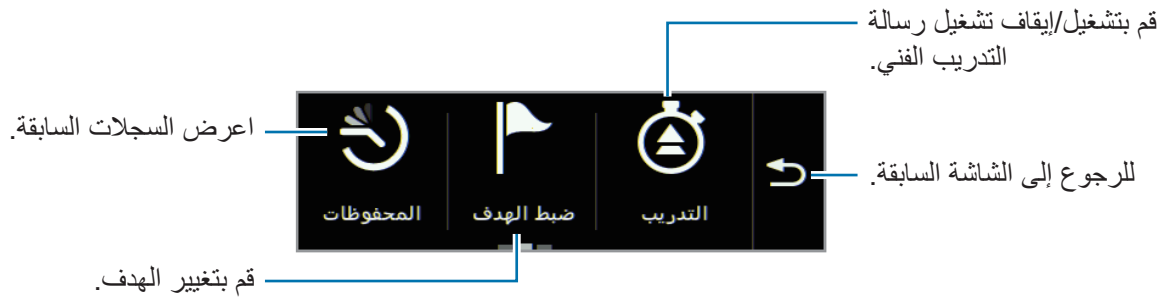 قم بتشغيل/إيقاف تشغيل رسالة
التدريب الفني.
اعرض السجلات السابقة.
للرجوع إلى الشاشة السابقة.
التدريب
ضبط الهدف
المحفوظات
قم بتغيير الهدف.